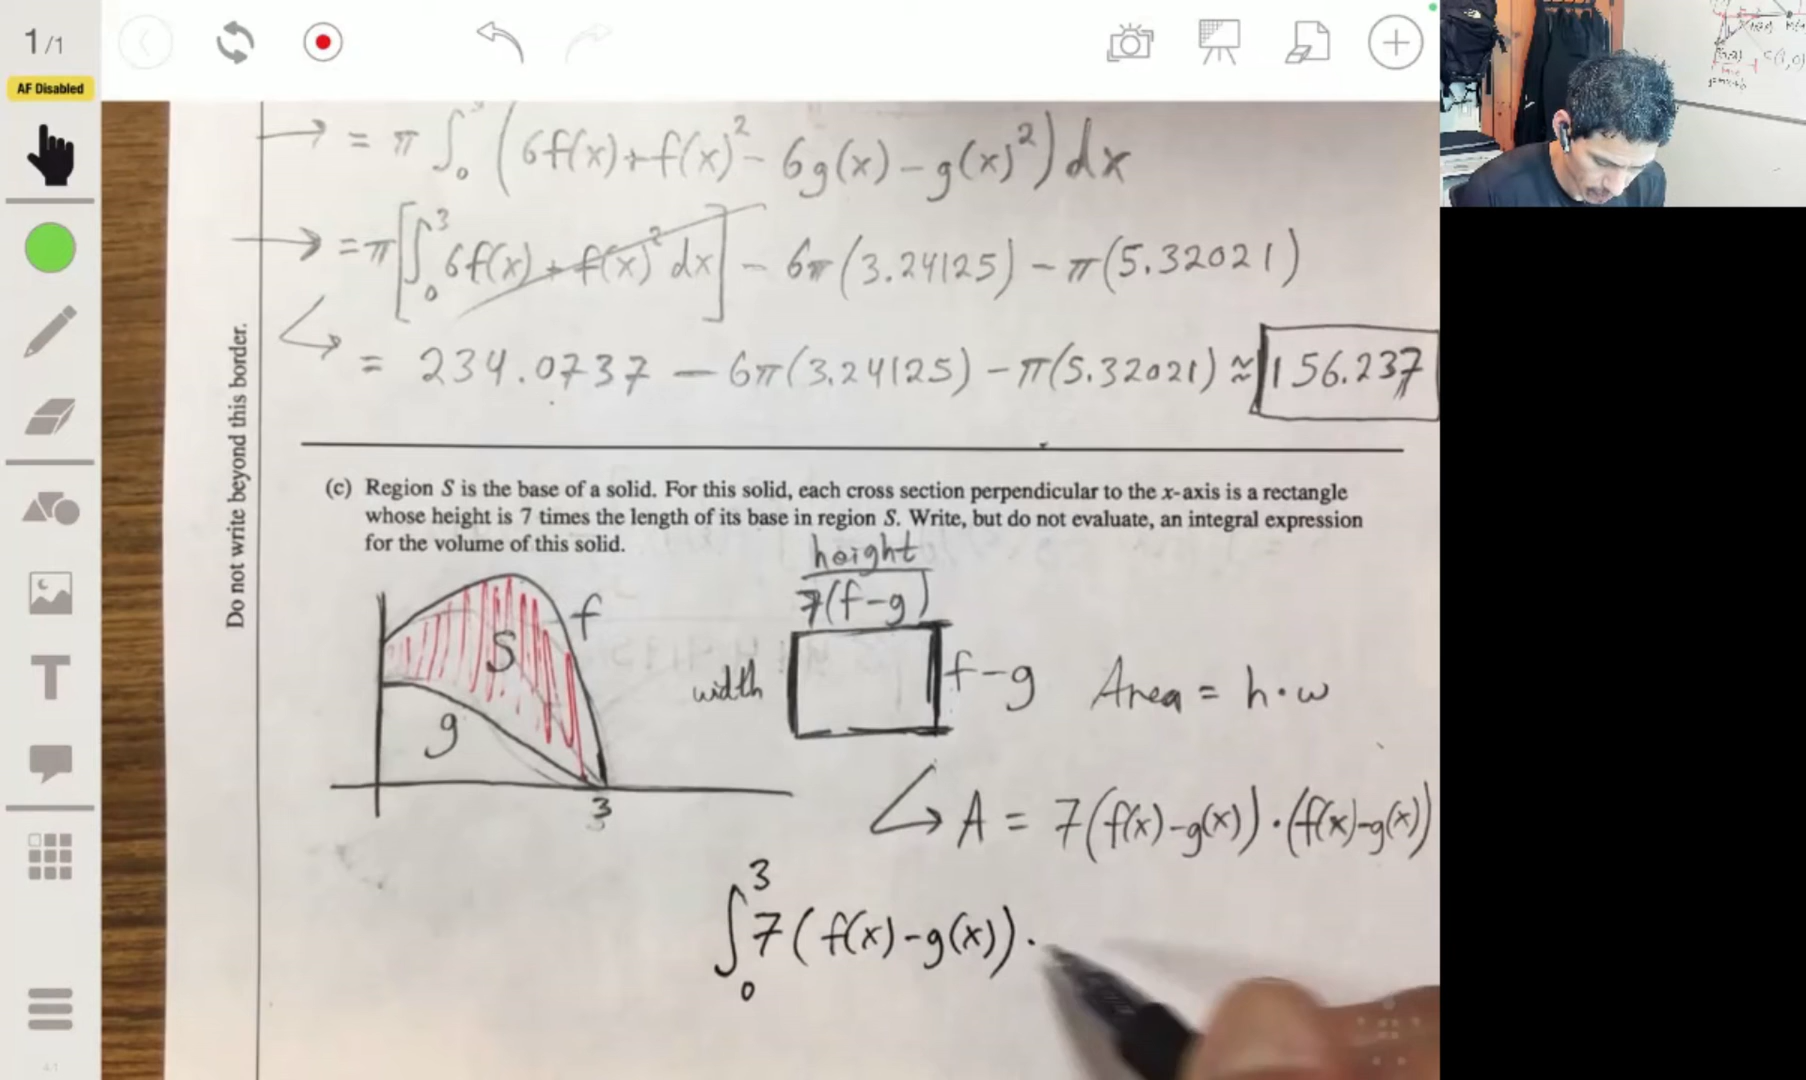 1/1
AF Disabled
→ = π ∫₀ (6f(x)+f(x)² - 6g(x) - g(x)²) dx
→ = π [∫₀³ 6f(x) + f(x)² dx] - 6π(3.24125) - π(5.32021)
= 234.0737 - 6π(3.24125) - π(5.32021) ≈ 156.237
Do not write beyond this border.
(c) Region S is the base of a solid. For this solid, each cross section perpendicular to the x-axis is a rectangle
whose height is 7 times the length of its base in region S. Write, but do not evaluate, an integral expression
for the volume of this solid.
height
7(f-g)
f
S
g
3
width
f-g
Area = h·w
↳ A = 7(f(x)-g(x))·(f(x)-g(x))
∫₀³ 7(f(x)-g(x))·
T